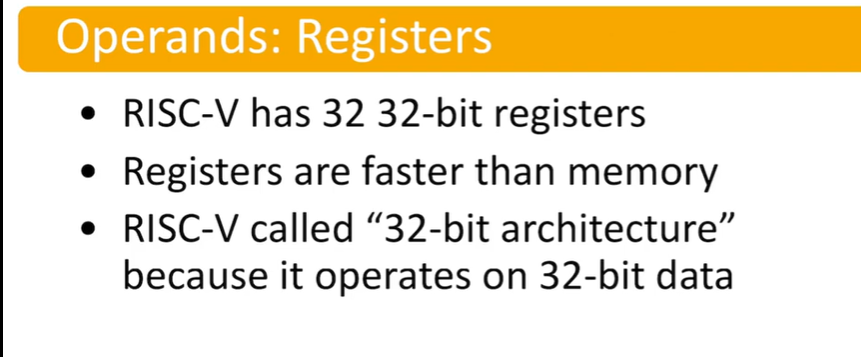 Operands: Registers
• RISC-V has 32 32-bit registers
• Registers are faster than memory
• RISC-V called “32-bit architecture”
because it operates on 32-bit data